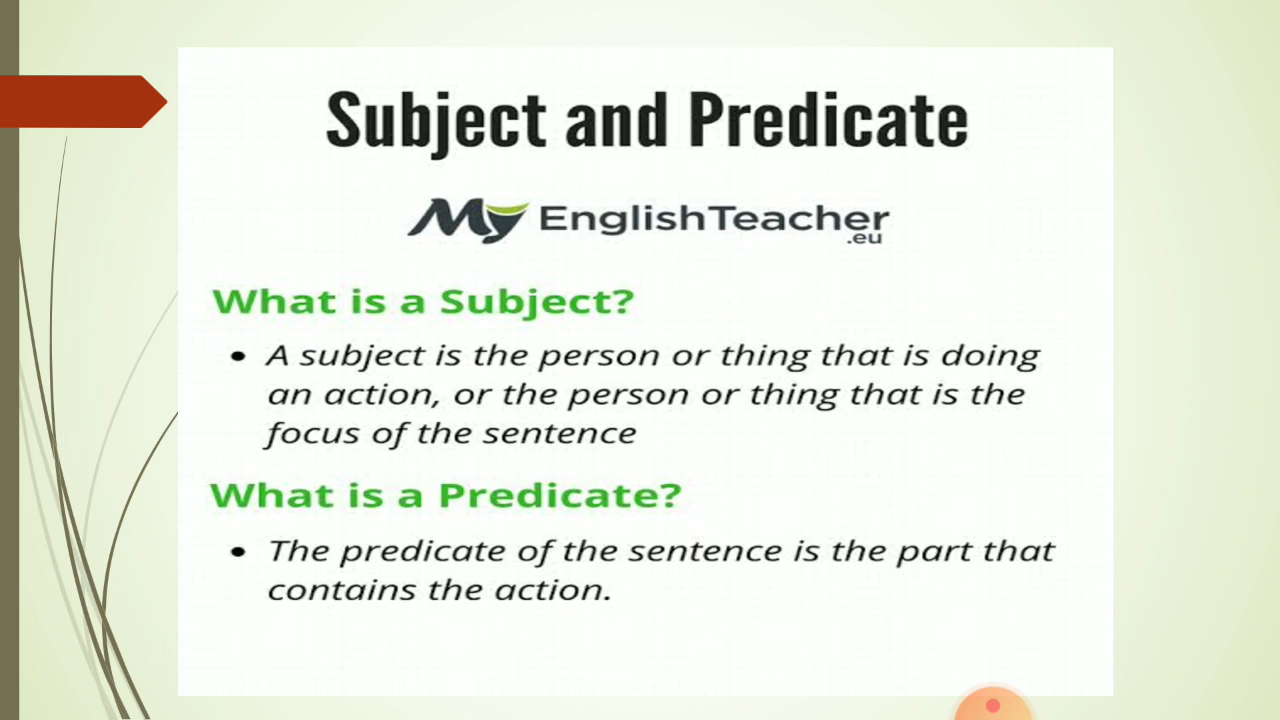 Subject and Predicate
My EnglishTeacher
.eu
What is a Subject?
• A subject is the person or thing that is doing
an action, or the person or thing that is the
focus of the sentence
What is a Predicate?
• The predicate of the sentence is the part that
contains the action.